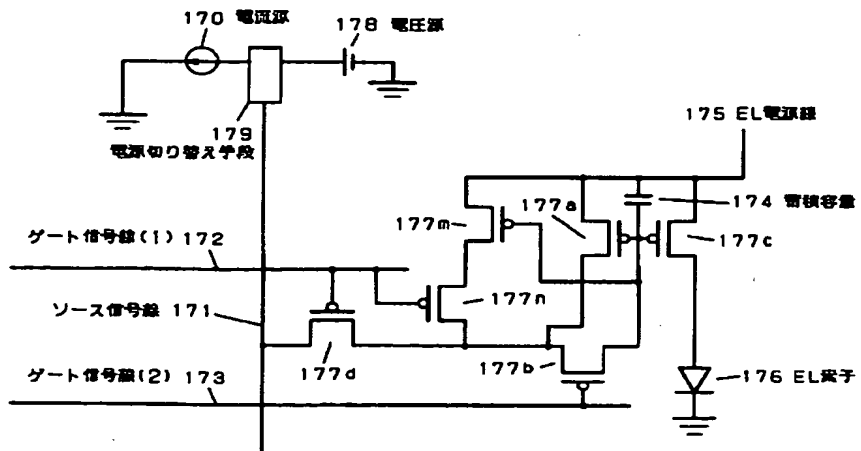 170 電流源
178 電圧源
179
電源切り替え手段
175 EL電源線
174 蓄積容量
177a
177m
177c
ゲート信号線(1) 172
177n
ソース信号線 171
177d
177b
176 EL素子
ゲート信号線(2) 173